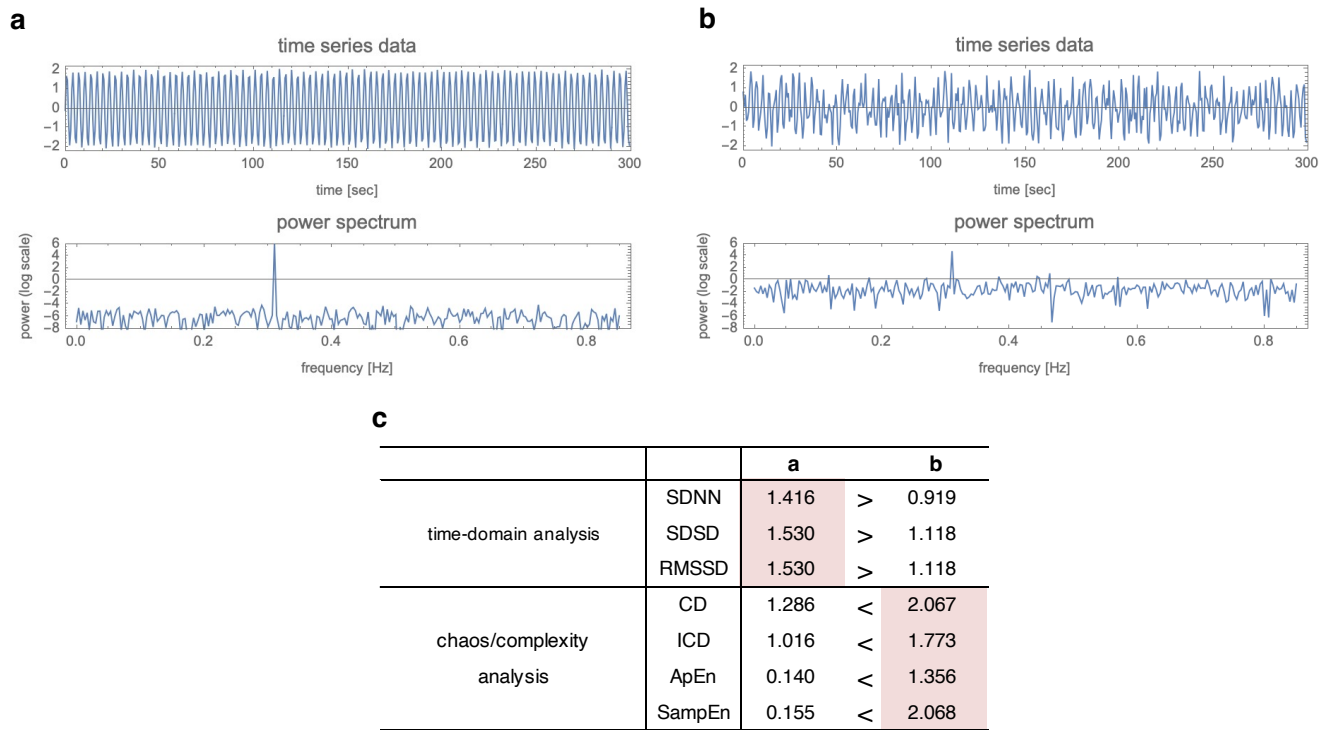 a
time series data
2
1
0
−1
−2
0 50 100 150 200 250 300
time [sec]
power spectrum
power (log scale)
6
4
2
0
−2
−4
−6
−8
0.0 0.2 0.4 0.6 0.8
frequency [Hz]
b
time series data
2
1
0
−1
−2
0 50 100 150 200 250 300
time [sec]
power spectrum
power (log scale)
6
4
2
0
−2
−4
−6
−8
0.0 0.2 0.4 0.6 0.8
frequency [Hz]
c
a b
SDNN 1.416 > 0.919
time-domain analysis SDSD 1.530 > 1.118
RMSSD 1.530 > 1.118
CD 1.286 < 2.067
chaos/complexity ICD 1.016 < 1.773
analysis ApEn 0.140 < 1.356
SampEn 0.155 < 2.068